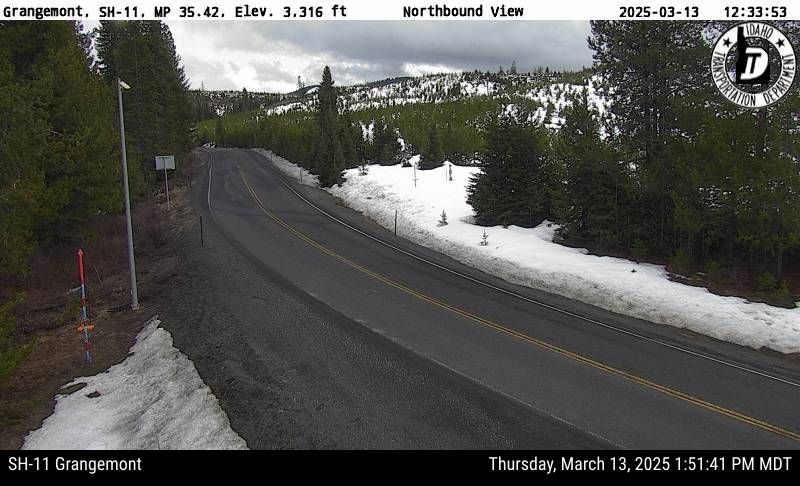 Grangemont, SH-11, MP 35.42, Elev. 3,316 ft Northbound View 2025-03-13 12:33:53
IDAHO
TRANSPORTATION DEPARTMENT
SH-11 Grangemont Thursday, March 13, 2025 1:51:41 PM MDT